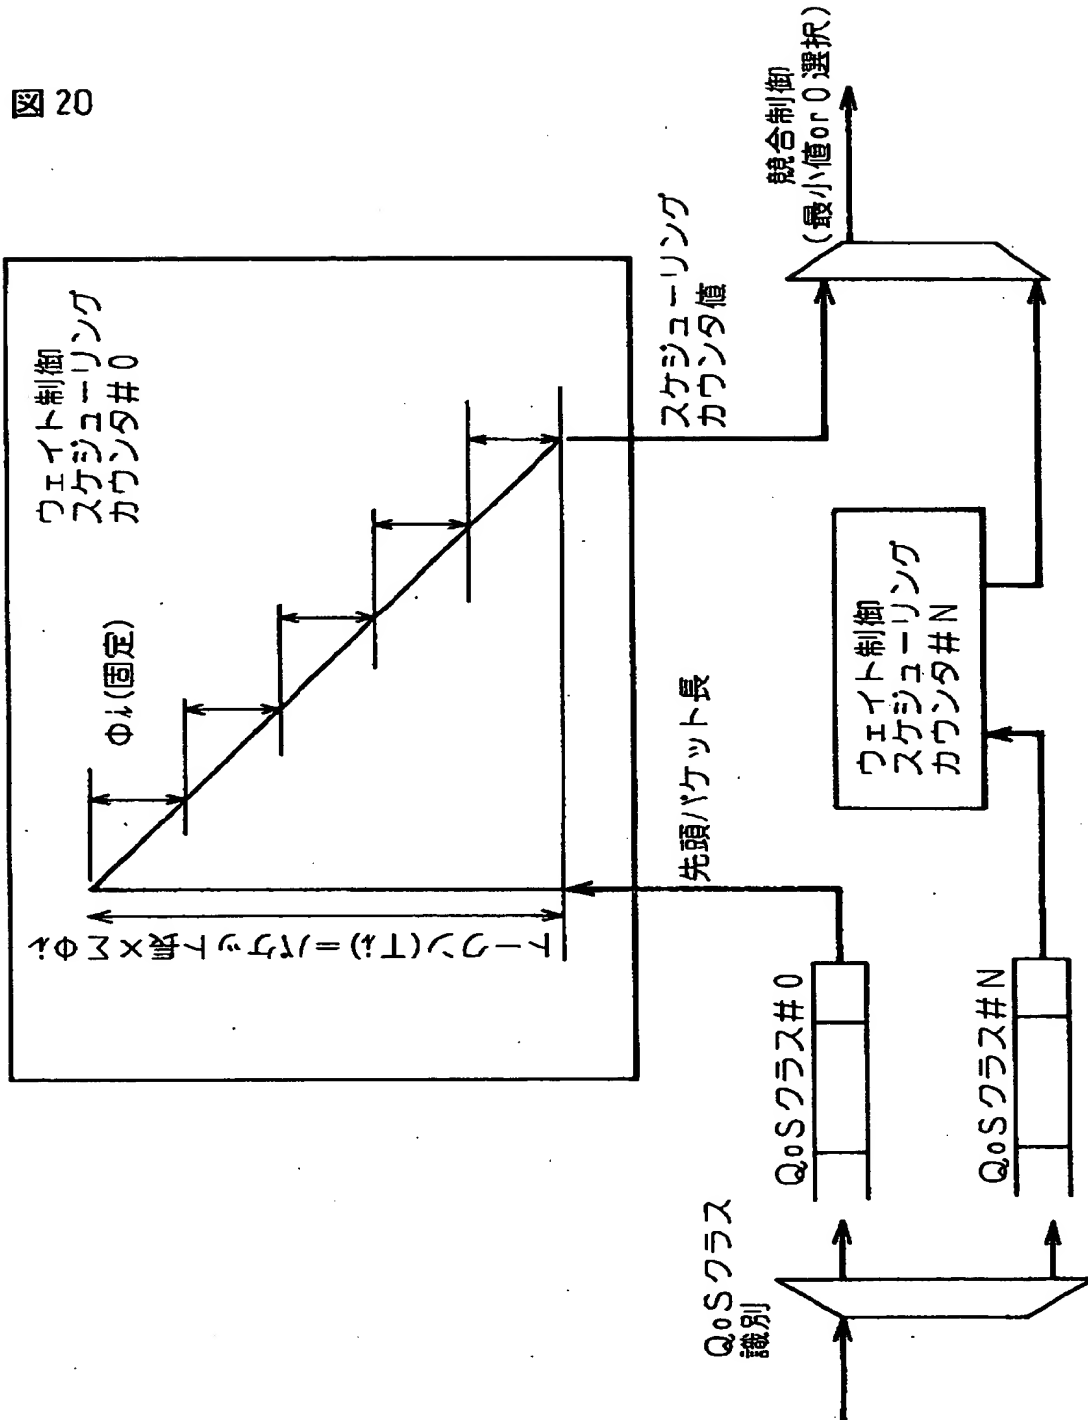 図20
ウェイト制御
スケジューリング
カウンタ#0
Φi(固定)
トークン(Ti)=パケット長×ΣΦi
先頭パケット長
スケジューリング
カウンタ値
競合制御
(最小値or0選択)
ウェイト制御
スケジューリング
カウンタ#N
QoSクラス#0
QoSクラス#N
QoSクラス
識別